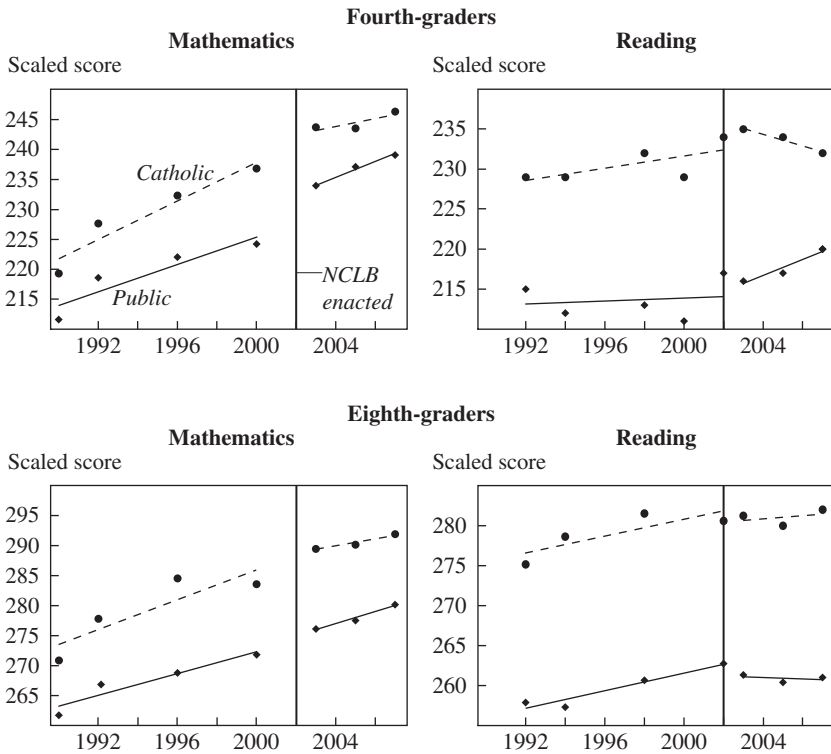 Fourth-graders
Mathematics
Reading
Scaled score
Scaled score
245
240
235
230
225
220
215
Catholic
Public
NCLB
enacted
1992
1996
2000
2004
235
230
225
220
215
1992
1996
2000
2004
Eighth-graders
Mathematics
Reading
Scaled score
Scaled score
295
290
285
280
275
270
265
1992
1996
2000
2004
280
275
270
265
260
1992
1996
2000
2004